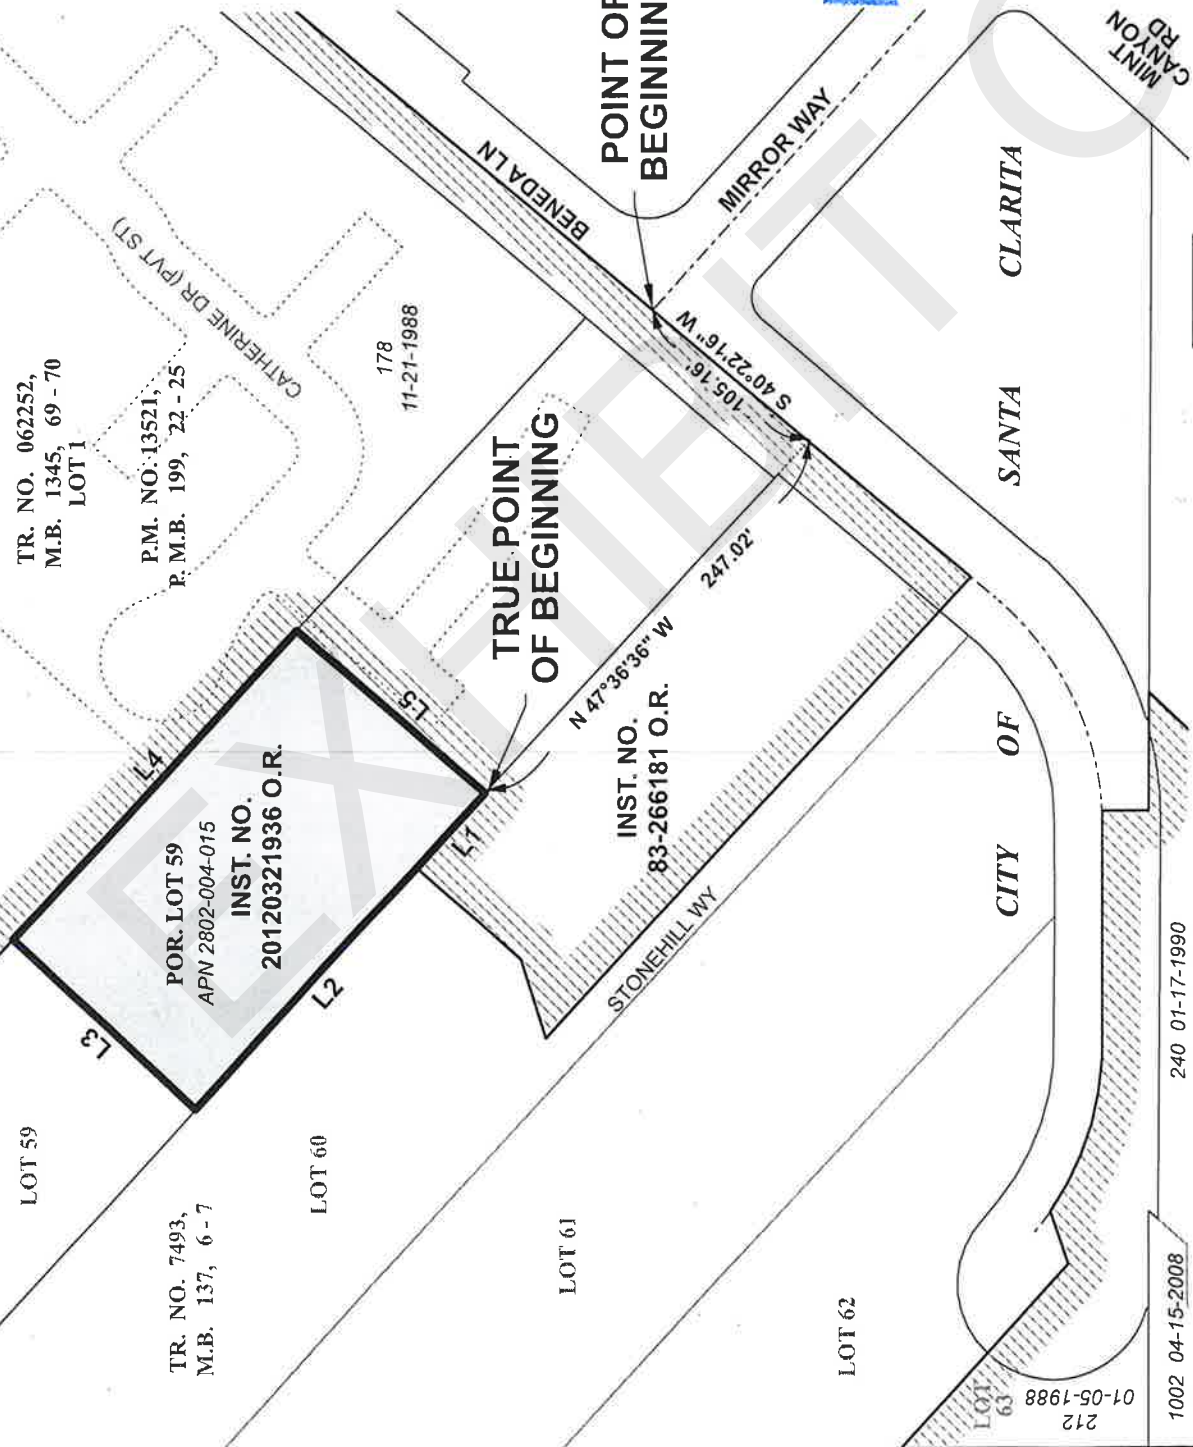 TR. NO. 062252,
M.B. 1345, 69 - 70
LOT 1
P.M. NO. 13521,
P. M.B. 199, 22 - 25
CATHERINE DR (PVT ST)
178
11-21-1988
BENEDA LN
POINT OF
BEGINNIN
MIRROR WAY
MINT
CANYON
RD
S 40°22'16" W
105.16'
TRUE POINT
OF BEGINNING
N 47°36'36" W
247.02'
L4
L5
L1
L2
L3
POR. LOT 59
APN 2802-004-015
INST. NO.
20120321936 O.R.
INST. NO.
83-266181 O.R.
STONEHILL WY
CITY OF SANTA CLARITA
LOT 59
TR. NO. 7493,
M.B. 137, 6 - 7
LOT 60
LOT 61
LOT 62
LOT
63
212
01-05-1988
240 01-17-1990
1002 04-15-2008
EXHIBIT C